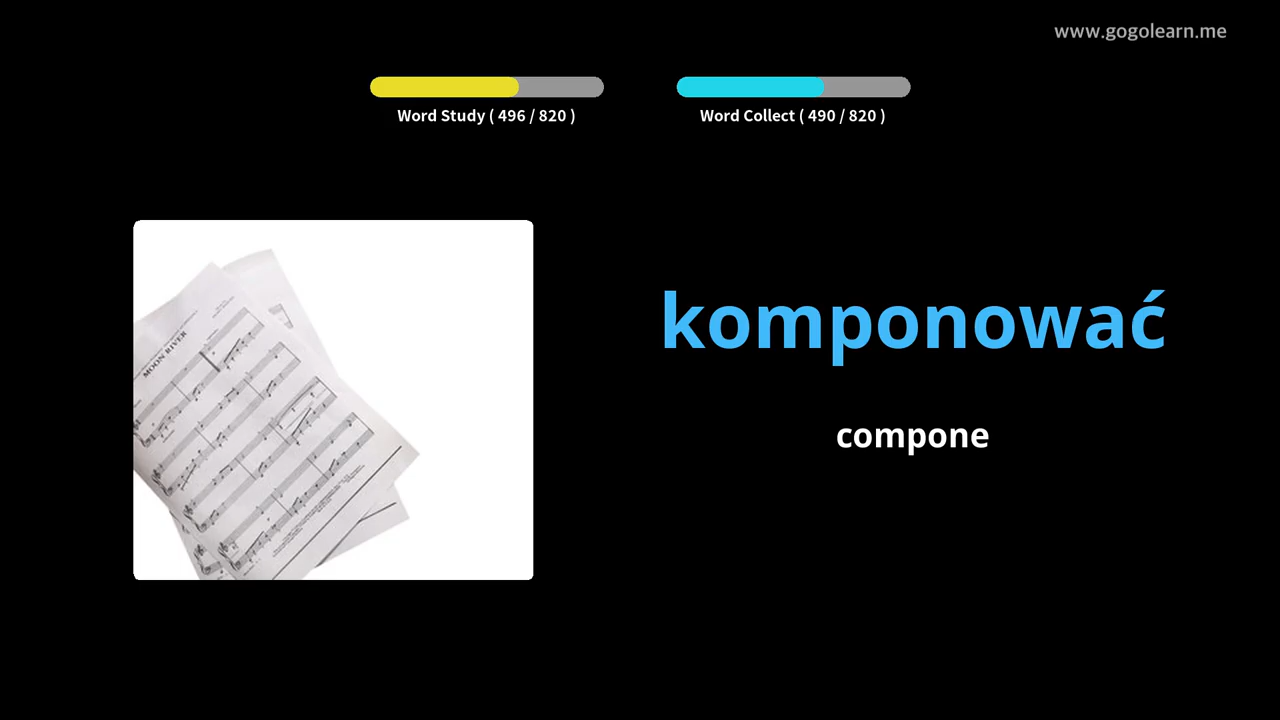 www.gogolearn.me
Word Study ( 496 / 820 )
Word Collect ( 490 / 820 )
MOON RIVER
komponować
compone